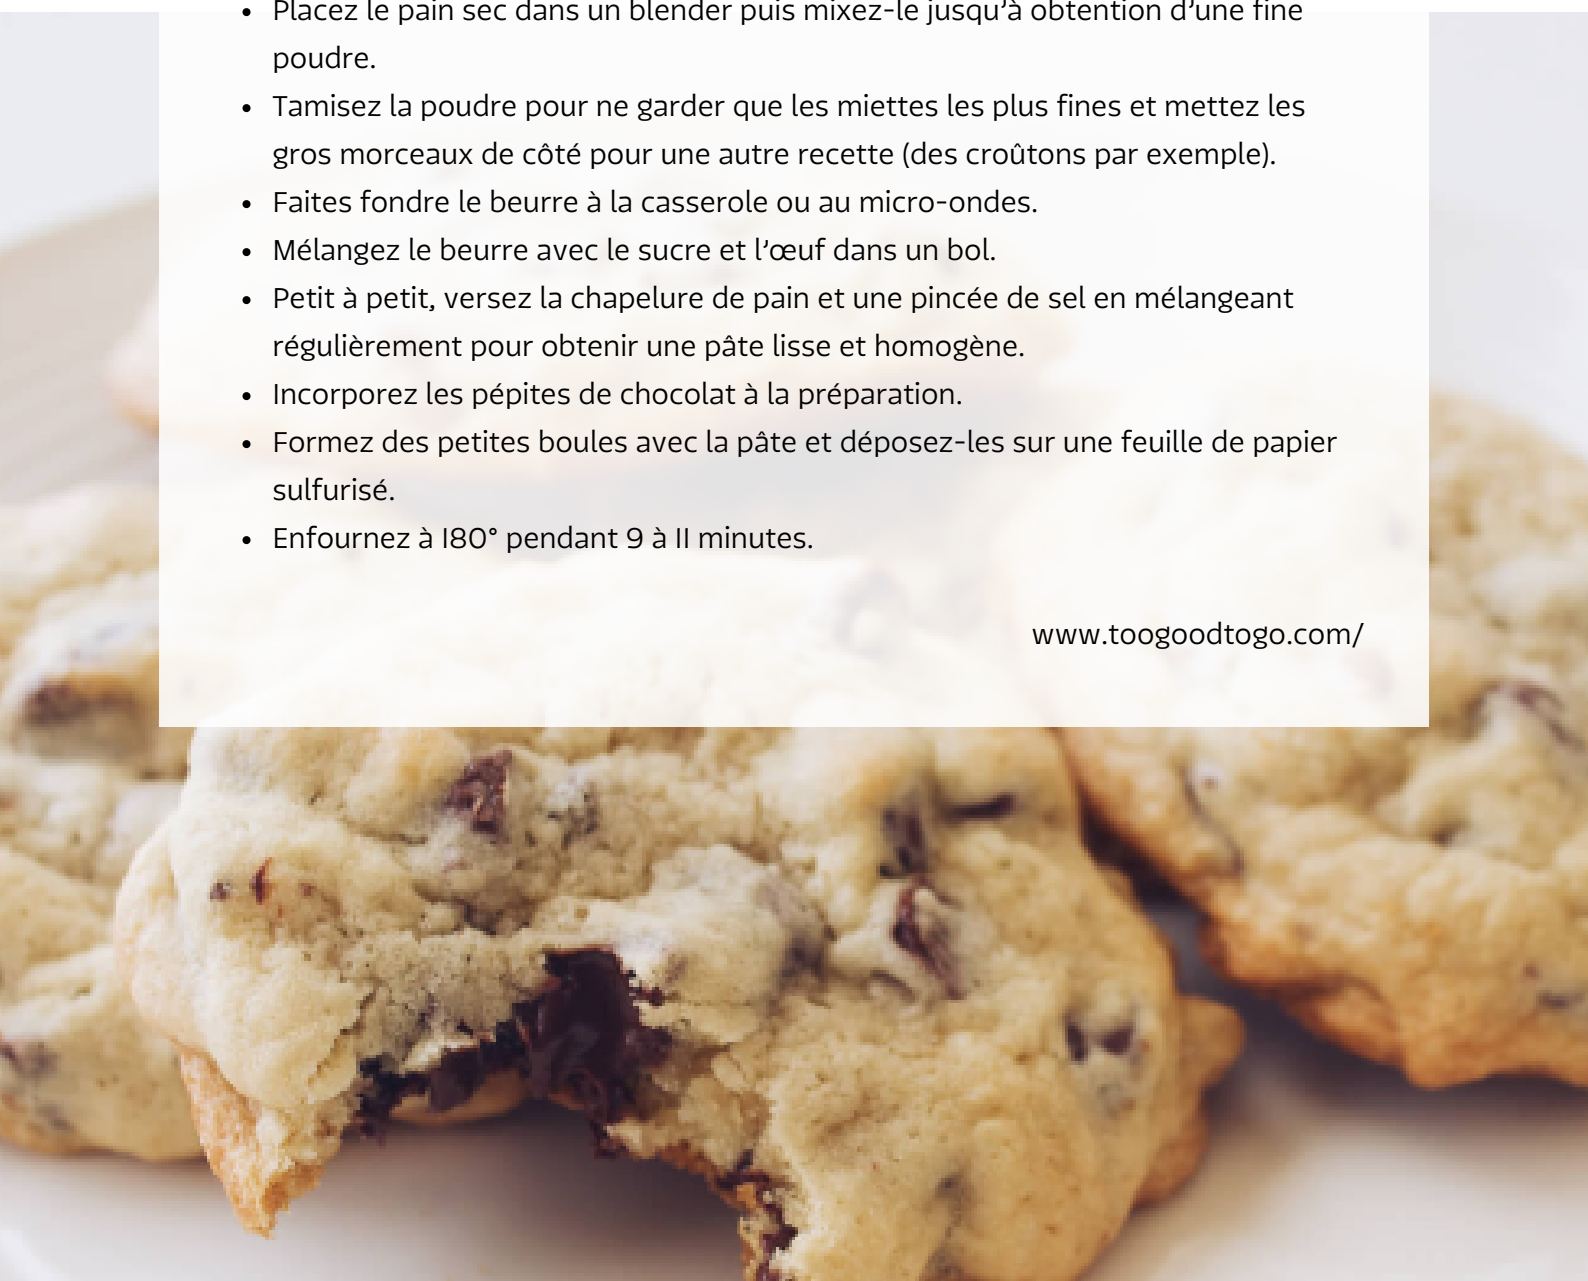 • Placez le pain sec dans un blender puis mixez-le jusqu’à obtention d’une fine
poudre.
• Tamisez la poudre pour ne garder que les miettes les plus fines et mettez les
gros morceaux de côté pour une autre recette (des croûtons par exemple).
• Faites fondre le beurre à la casserole ou au micro-ondes.
• Mélangez le beurre avec le sucre et l’œuf dans un bol.
• Petit à petit, versez la chapelure de pain et une pincée de sel en mélangeant
régulièrement pour obtenir une pâte lisse et homogène.
• Incorporez les pépites de chocolat à la préparation.
• Formez des petites boules avec la pâte et déposez-les sur une feuille de papier
sulfurisé.
• Enfournez à 180° pendant 9 à 11 minutes.
www.toogoodtogo.com/